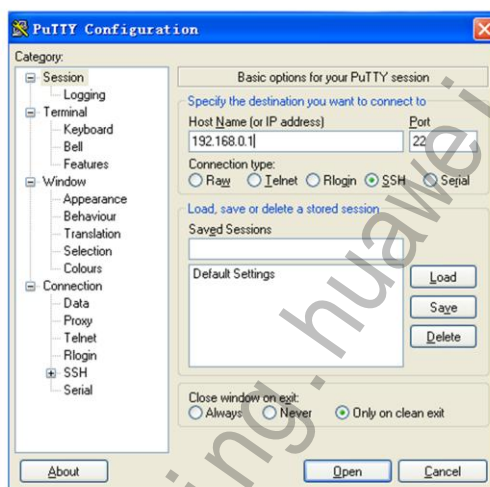 PuTTY Configuration
Category:
Session
Logging
Terminal
Keyboard
Bell
Features
Window
Appearance
Behaviour
Translation
Selection
Colours
Connection
Data
Proxy
Telnet
Rlogin
SSH
Serial
Basic options for your PuTTY session
Specify the destination you want to connect to
Host Name (or IP address) Port
192.168.0.1 22
Connection type:
Raw Telnet Rlogin SSH Serial
Load, save or delete a stored session
Saved Sessions
Default Settings
Load
Save
Delete
Close window on exit:
Always Never Only on clean exit
About Open Cancel
ing.huawei